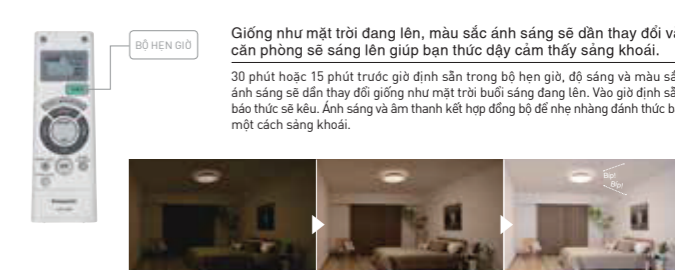 BỘ HẸN GIỜ
Giống như mặt trời đang lên, màu sắc ánh sáng sẽ dần thay đổi và
căn phòng sẽ sáng lên giúp bạn thức dậy cảm thấy sảng khoái.
30 phút hoặc 15 phút trước giờ định sẵn trong bộ hẹn giờ, độ sáng và màu sắ
ánh sáng sẽ dần thay đổi giống như mặt trời buổi sáng đang lên. Vào giờ định sẵ
báo thức sẽ kêu. Ánh sáng và âm thanh kết hợp đồng bộ để nhẹ nhàng đánh thức b
một cách sảng khoái.
Bíp!
Bíp!
Panasonic